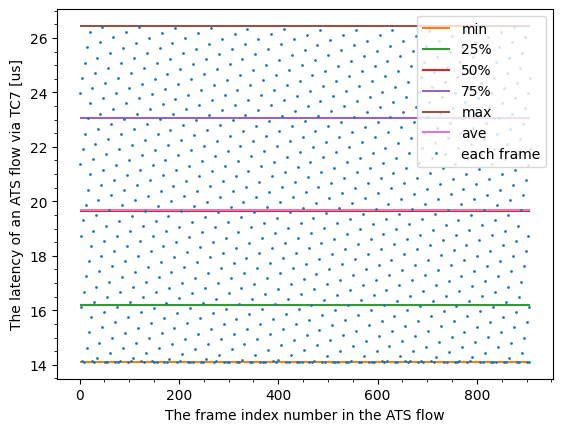 The latency of an ATS flow via TC7 [us]
26
24
22
20
18
16
14
0
200
400
600
800
The frame index number in the ATS flow
min
25%
50%
75%
max
ave
each frame